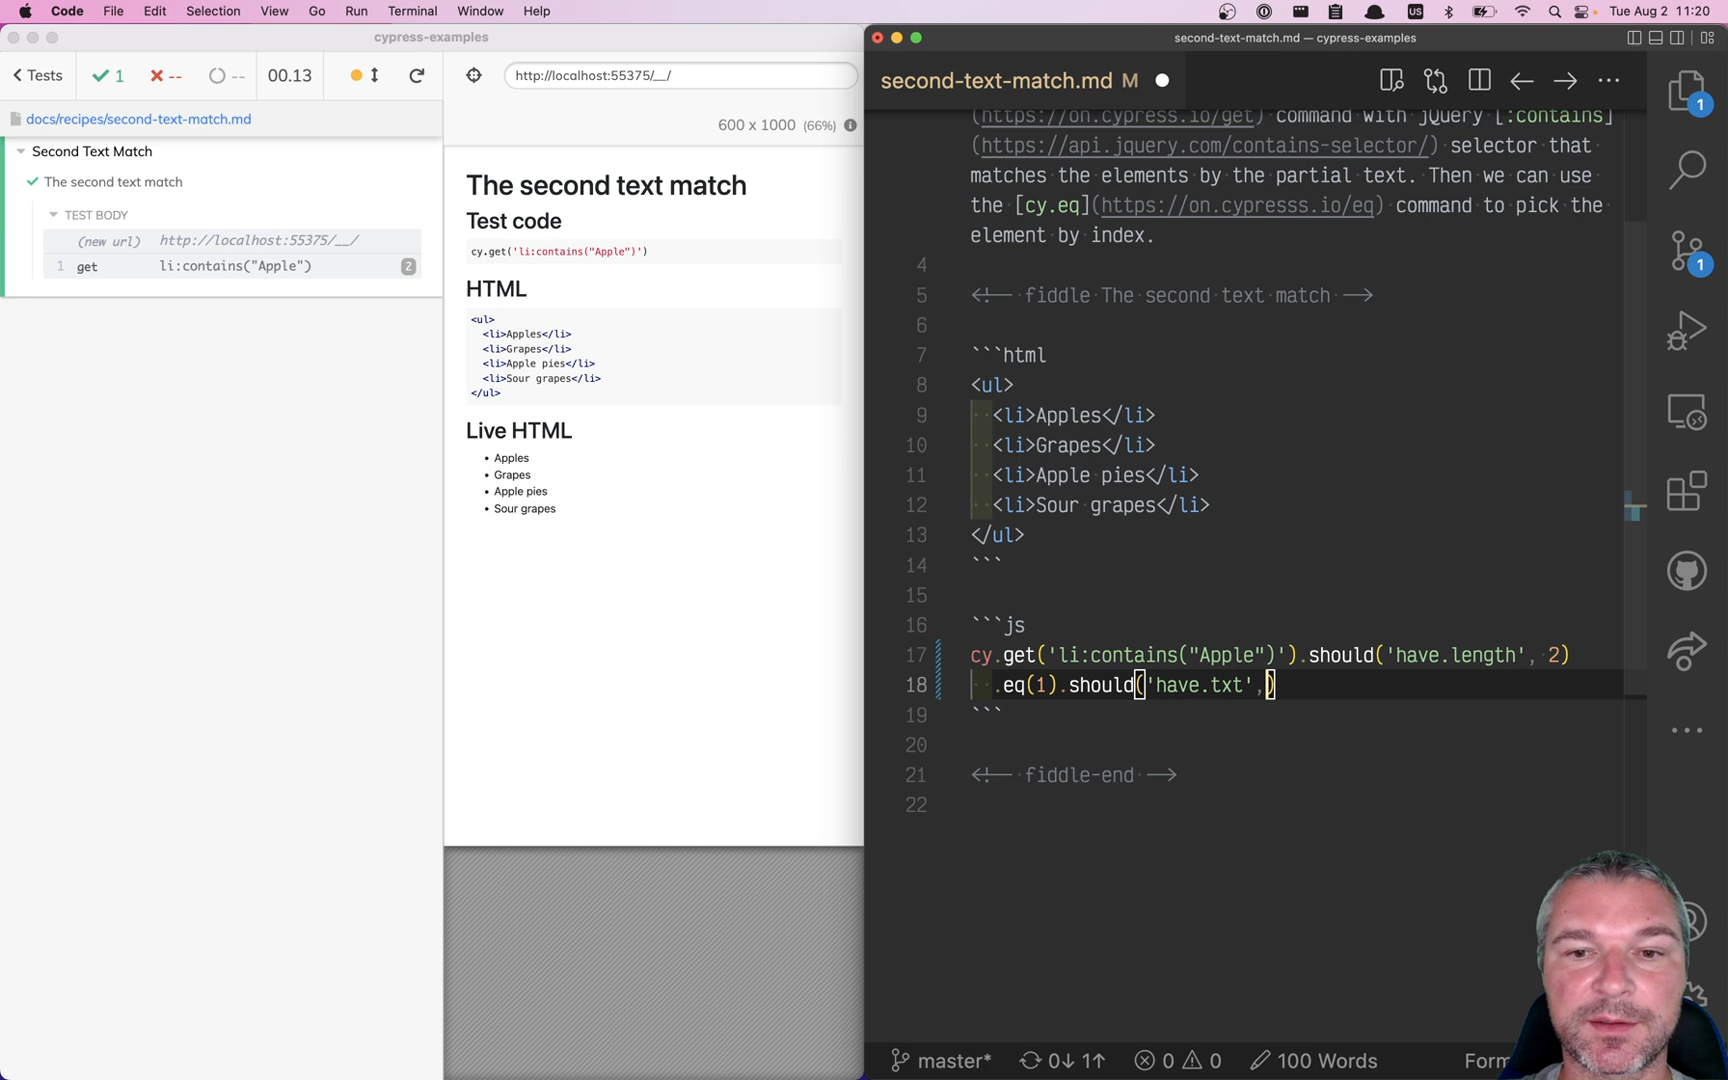 Code File Edit Selection View Go Run Terminal Window Help US Tue Aug 2 11:20
cypress-examples
Tests 1 -- -- 00.13
http://localhost:55375/__/
docs/recipes/second-text-match.md
600 x 1000 (66%)
Second Text Match
The second text match
TEST BODY
(new url) http://localhost:55375/__/
1 get li:contains("Apple") 2
The second text match
Test code
cy.get('li:contains("Apple")')
HTML
<ul>
<li>Apples</li>
<li>Grapes</li>
<li>Apple pies</li>
<li>Sour grapes</li>
</ul>
Live HTML
• Apples
• Grapes
• Apple pies
• Sour grapes
second-text-match.md — cypress-examples
second-text-match.md M
(https://on.cypress.io/get) command with jQuery [:contains]
(https://api.jquery.com/contains-selector/) selector that
matches the elements by the partial text. Then we can use
the [cy.eq](https://on.cypresss.io/eq) command to pick the
element by index.
4
5 <!-- fiddle The second text match -->
6
7 ```html
8 <ul>
9 <li>Apples</li>
10 <li>Grapes</li>
11 <li>Apple pies</li>
12 <li>Sour grapes</li>
13 </ul>
14 ```
15
16 ```js
17 cy.get('li:contains("Apple")').should('have.length', 2)
18 .eq(1).should('have.txt',)
19 ```
20
21 <!-- fiddle-end -->
22
1
1
master* 0↓ 1↑ 0 0 100 Words Form